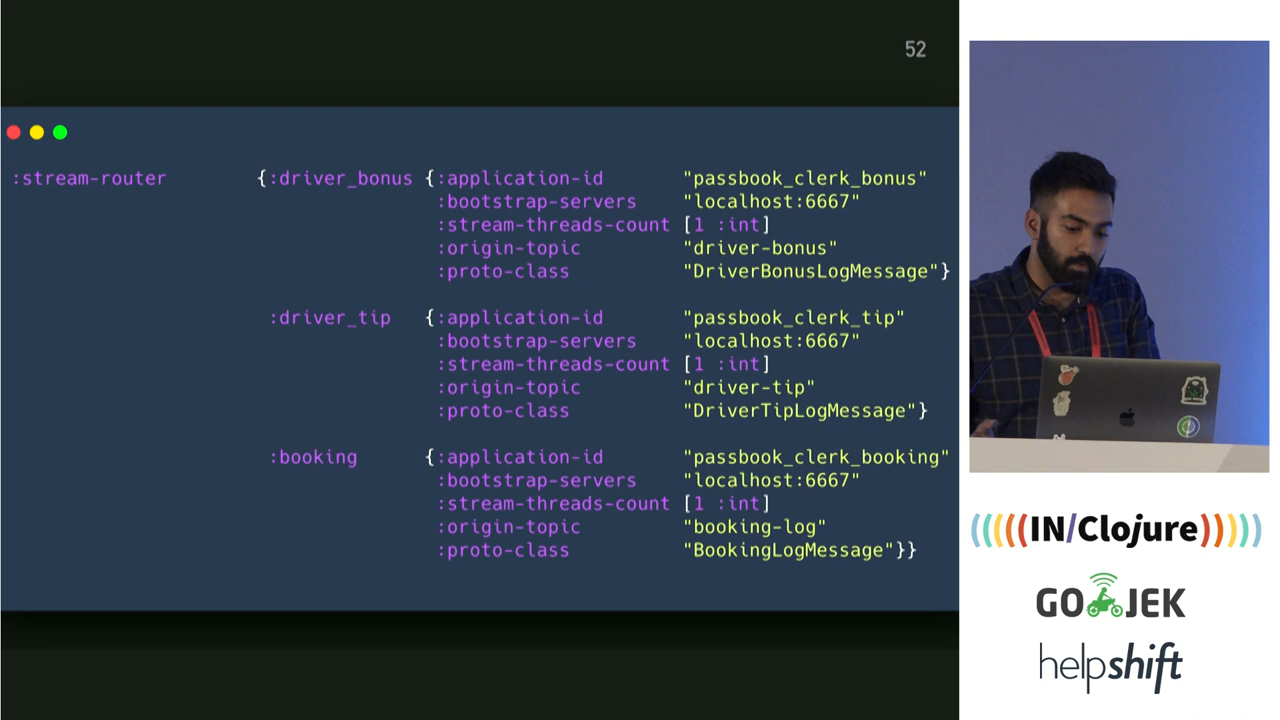 52
:stream-router {:driver_bonus {:application-id "passbook_clerk_bonus"
:bootstrap-servers "localhost:6667"
:stream-threads-count [1 :int]
:origin-topic "driver-bonus"
:proto-class "DriverBonusLogMessage"}
:driver_tip {:application-id "passbook_clerk_tip"
:bootstrap-servers "localhost:6667"
:stream-threads-count [1 :int]
:origin-topic "driver-tip"
:proto-class "DriverTipLogMessage"}
:booking {:application-id "passbook_clerk_booking"
:bootstrap-servers "localhost:6667"
:stream-threads-count [1 :int]
:origin-topic "booking-log"
:proto-class "BookingLogMessage"}}
(((((IN/Clojure)))))
GO JEK
helpshift